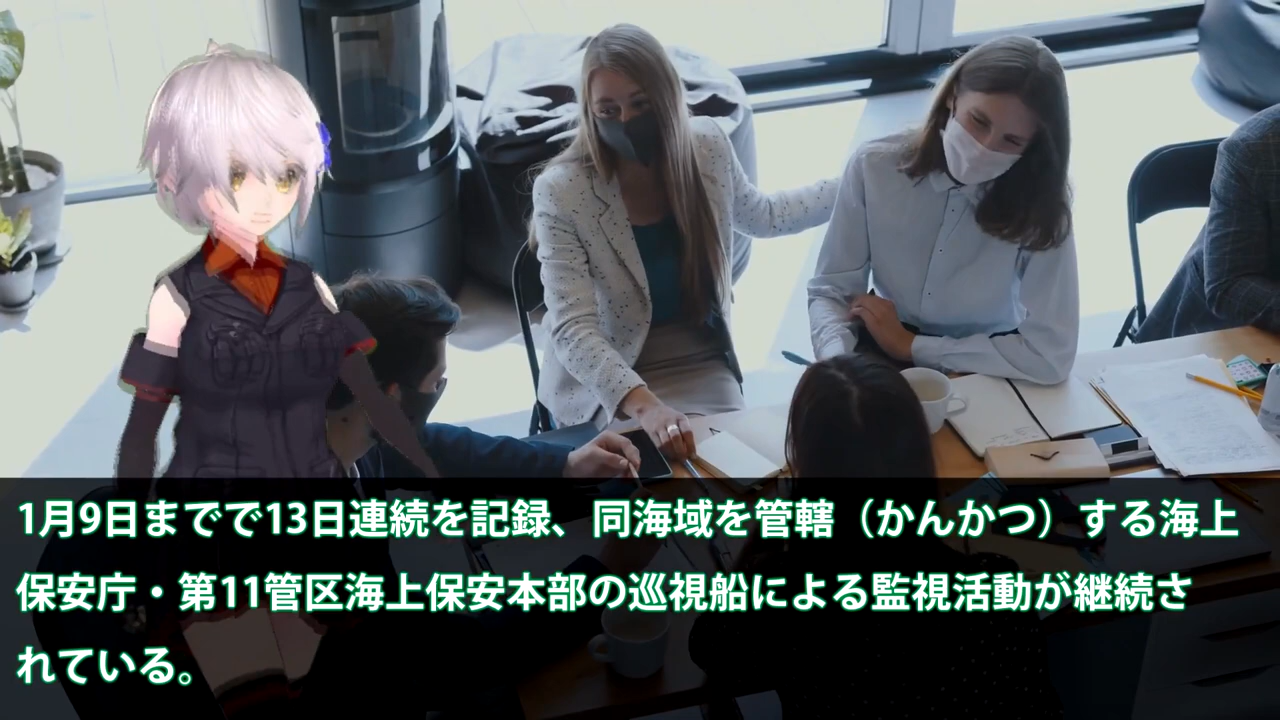 1月9日までで13日連続を記録、同海域を管轄（かんかつ）する海上
保安庁・第11管区海上保安本部の巡視船による監視活動が継続さ
れている。